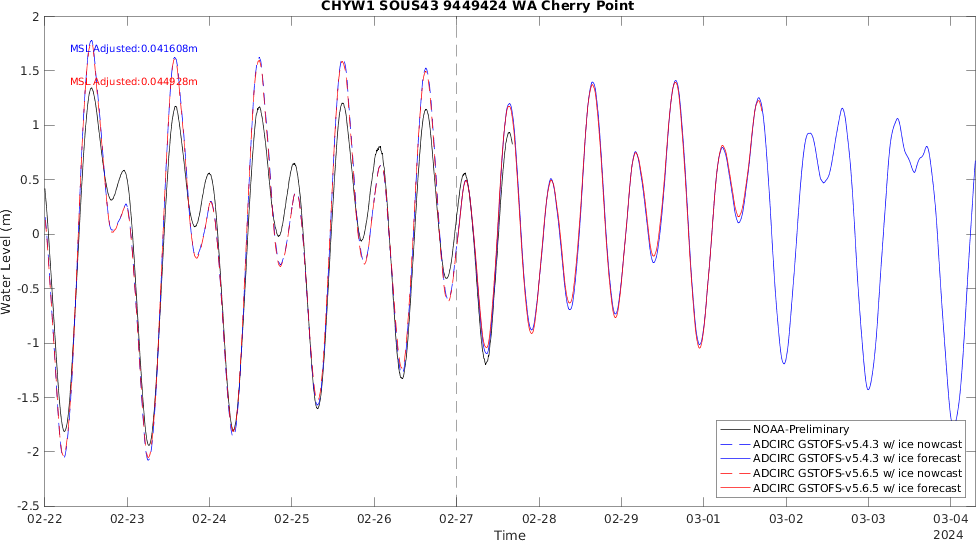 CHYW1 SOUS43 9449424 WA Cherry Point
2
1.5
1
0.5
0
-0.5
-1
-1.5
-2
-2.5
Water Level (m)
MSL Adjusted:0.041608m
MSL Adjusted:0.044928m
NOAA-Preliminary
ADCIRC GSTOFS-v5.4.3 w/ ice nowcast
ADCIRC GSTOFS-v5.4.3 w/ ice forecast
ADCIRC GSTOFS-v5.6.5 w/ ice nowcast
ADCIRC GSTOFS-v5.6.5 w/ ice forecast
02-22 02-23 02-24 02-25 02-26 02-27 02-28 02-29 03-01 03-02 03-03 03-04
Time
2024